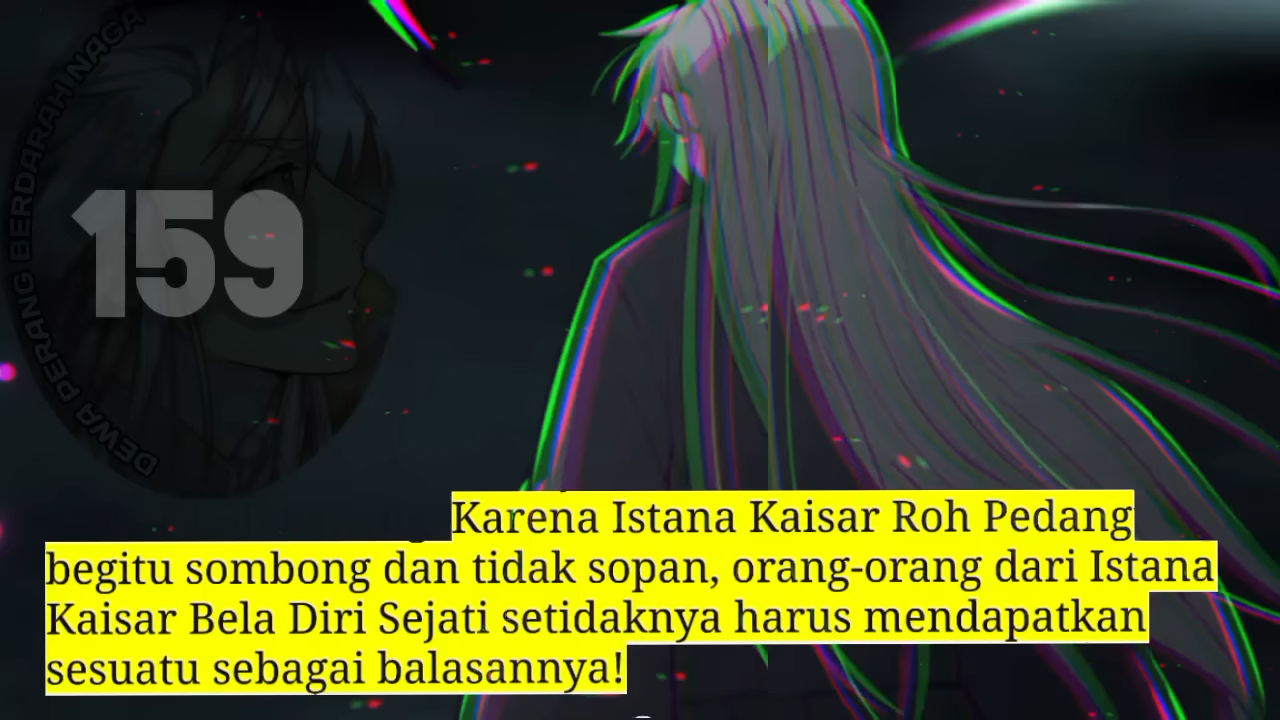 DEWA PERANG BERDARAH NAGA
159
Karena Istana Kaisar Roh Pedang
begitu sombong dan tidak sopan, orang-orang dari Istana
Kaisar Bela Diri Sejati setidaknya harus mendapatkan
sesuatu sebagai balasannya!